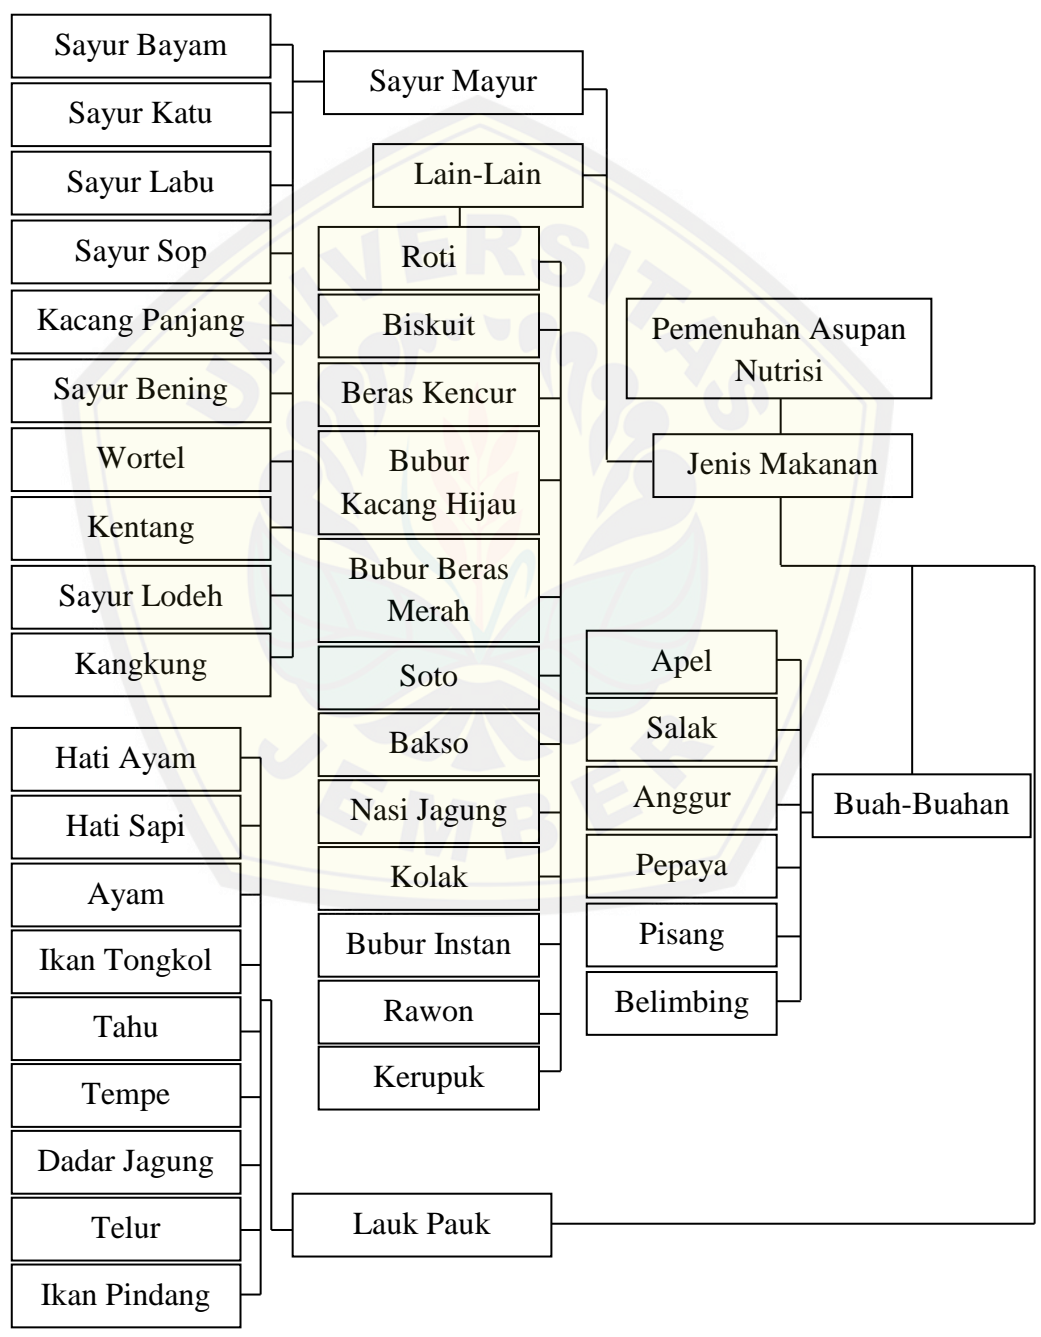 Sayur Bayam
Sayur Katu
Sayur Labu
Sayur Sop
Kacang Panjang
Sayur Bening
Wortel
Kentang
Sayur Lodeh
Kangkung
Hati Ayam
Hati Sapi
Ayam
Ikan Tongkol
Tahu
Tempe
Dadar Jagung
Telur
Ikan Pindang
Sayur Mayur
Lain-Lain
Roti
Biskuit
Beras Kencur
Bubur
Kacang Hijau
Bubur Beras
Merah
Soto
Bakso
Nasi Jagung
Kolak
Bubur Instan
Rawon
Kerupuk
Lauk Pauk
Pemenuhan Asupan
Nutrisi
Jenis Makanan
Apel
Salak
Anggur
Pepaya
Pisang
Belimbing
Buah-Buahan
UNIVERSITAS
JEMBER